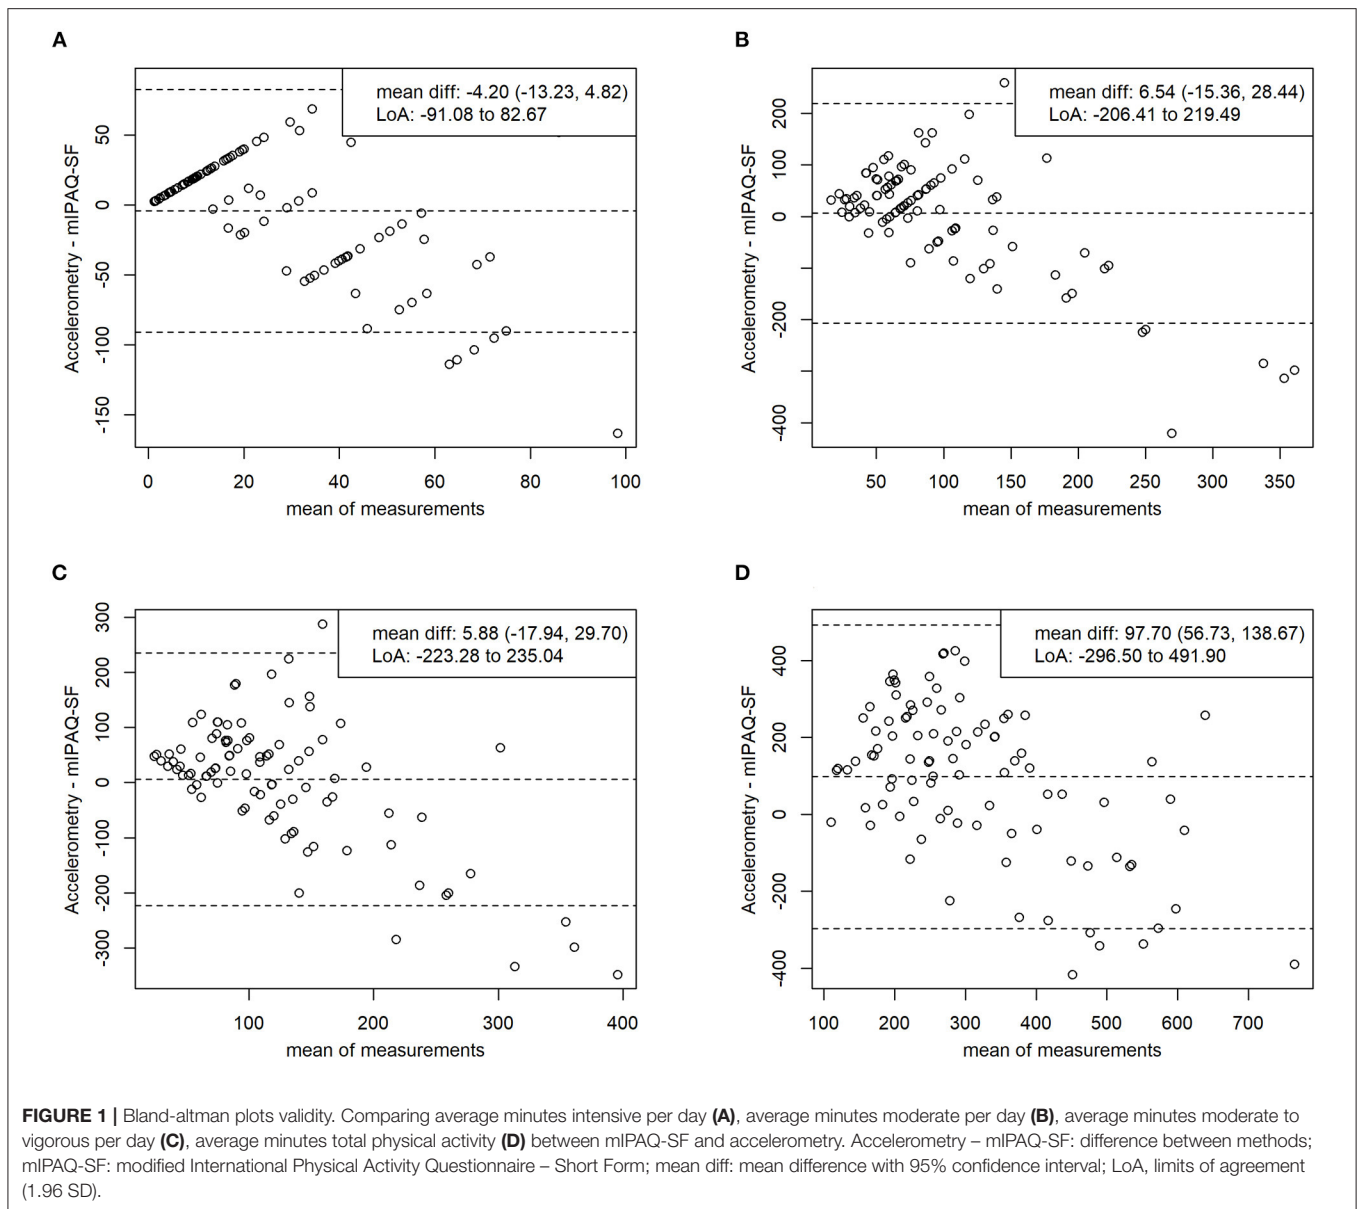 A
mean diff: -4.20 (-13.23, 4.82)
LoA: -91.08 to 82.67
Accelerometry - mIPAQ-SF
50
0
-50
-100
-150
0 20 40 60 80 100
mean of measurements
B
mean diff: 6.54 (-15.36, 28.44)
LoA: -206.41 to 219.49
Accelerometry - mIPAQ-SF
200
100
0
-200
-400
50 100 150 200 250 300 350
mean of measurements
C
mean diff: 5.88 (-17.94, 29.70)
LoA: -223.28 to 235.04
Accelerometry - mIPAQ-SF
300
200
100
0
-100
-200
-300
100 200 300 400
mean of measurements
D
mean diff: 97.70 (56.73, 138.67)
LoA: -296.50 to 491.90
Accelerometry - mIPAQ-SF
400
200
0
-200
-400
100 200 300 400 500 600 700
mean of measurements
FIGURE 1 | Bland-altman plots validity. Comparing average minutes intensive per day (A), average minutes moderate per day (B), average minutes moderate to
vigorous per day (C), average minutes total physical activity (D) between mIPAQ-SF and accelerometry. Accelerometry – mIPAQ-SF: difference between methods;
mIPAQ-SF: modified International Physical Activity Questionnaire – Short Form; mean diff: mean difference with 95% confidence interval; LoA, limits of agreement
(1.96 SD).